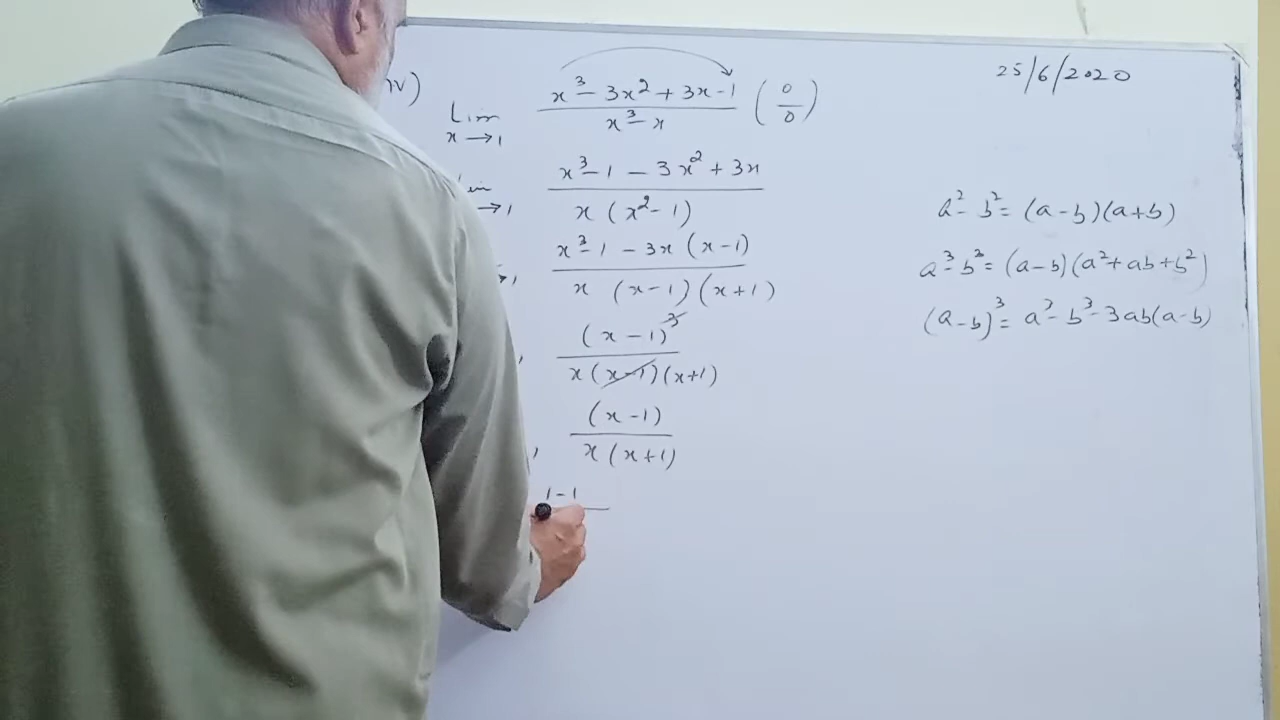 25/6/2020
iv) Lim x→1 x³ - 3x² + 3x - 1 / x³ - x (0/0)
x³ - 1 - 3x² + 3x / x(x² - 1)
x³ - 1 - 3x(x - 1) / x (x - 1)(x + 1)
(x - 1)³ / x(x - 1)(x + 1)
(x - 1) / x(x + 1)
1 - 1
a² - b² = (a - b)(a + b)
a³ - b³ = (a - b)(a² + ab + b²)
(a - b)³ = a³ - b³ - 3ab(a - b)